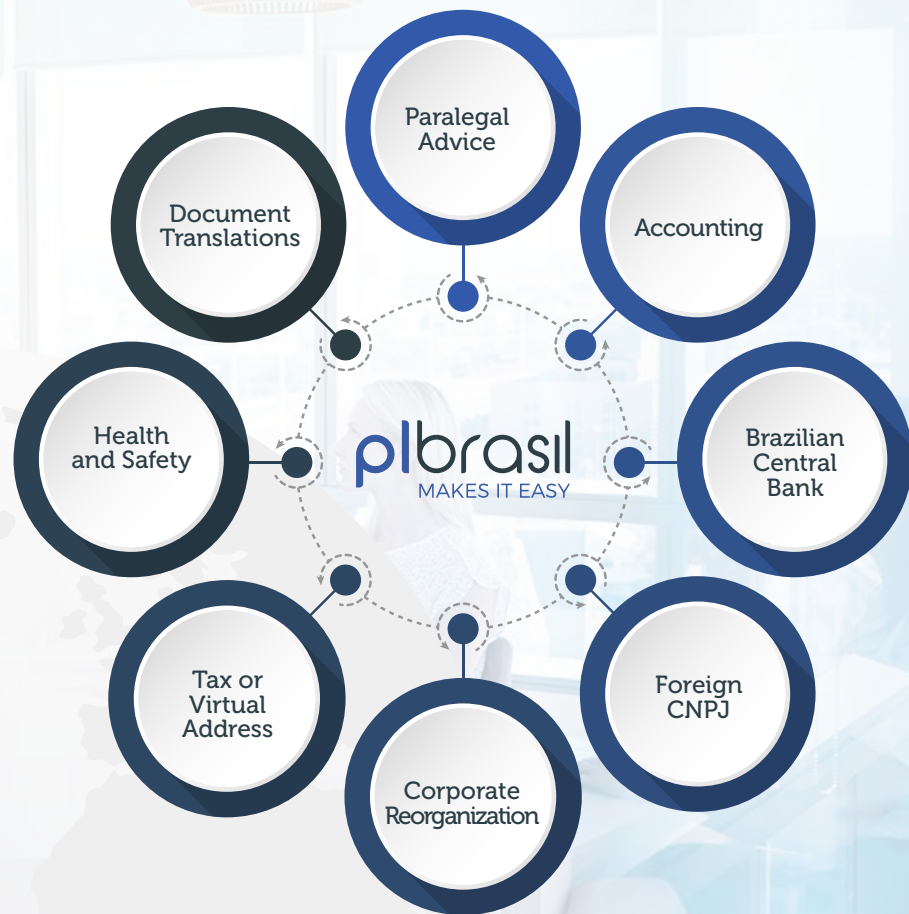 Paralegal
Advice
Accounting
Brazilian
Central
Bank
Foreign
CNPJ
Corporate
Reorganization
Tax or
Virtual
Address
Health
and Safety
Document
Translations
plbrasil
MAKES IT EASY